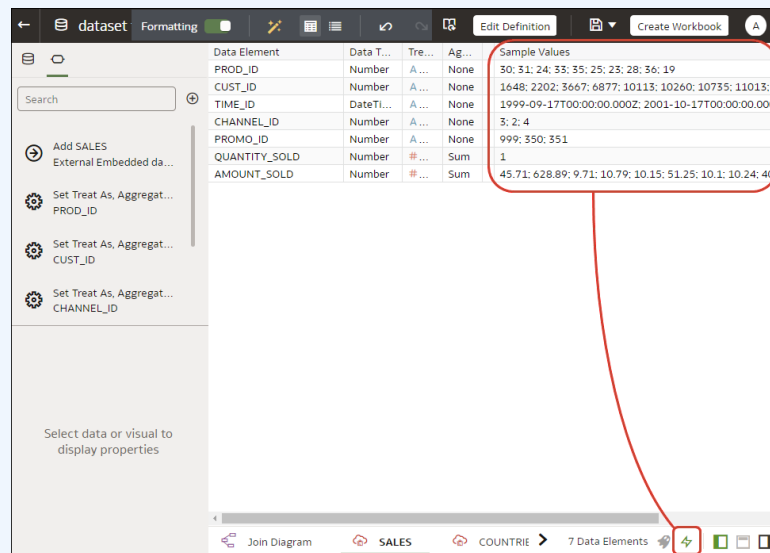 dataset Formatting Edit Definition Create Workbook A
Search
Add SALES
External Embedded da...
Set Treat As, Aggregat...
PROD_ID
Set Treat As, Aggregat...
CUST_ID
Set Treat As, Aggregat...
CHANNEL_ID
Select data or visual to
display properties
Data Element Data T... Tre... Ag... Sample Values
PROD_ID Number A ... None 30; 31; 24; 33; 35; 25; 23; 28; 36; 19
CUST_ID Number A ... None 1648; 2202; 3667; 6877; 10113; 10260; 10735; 11013;
TIME_ID DateTi... A ... None 1999-09-17T00:00:00.000Z; 2001-10-17T00:00:00.00
CHANNEL_ID Number A ... None 3; 2; 4
PROMO_ID Number A ... None 999; 350; 351
QUANTITY_SOLD Number # ... Sum 1
AMOUNT_SOLD Number # ... Sum 45.71; 628.89; 9.71; 10.79; 10.15; 51.25; 10.1; 10.24; 40
Join Diagram SALES COUNTRIE 7 Data Elements